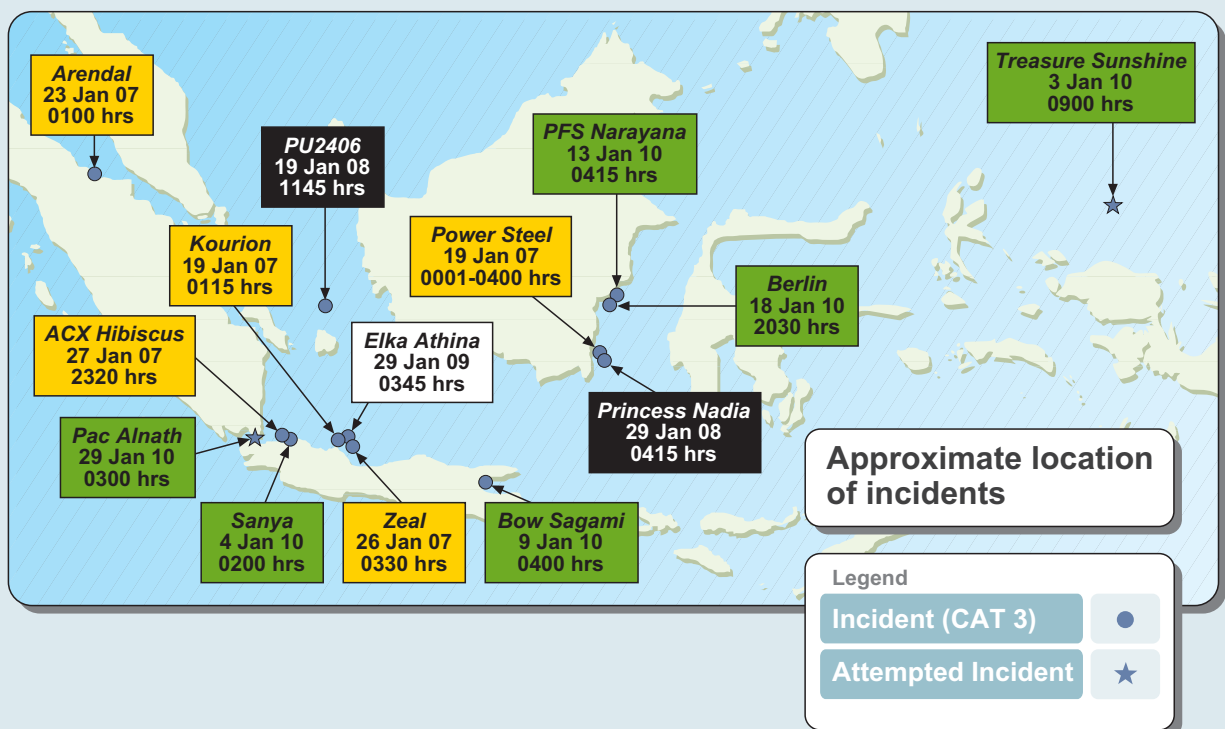 Arendal
23 Jan 07
0100 hrs
PU2406
19 Jan 08
1145 hrs
PFS Narayana
13 Jan 10
0415 hrs
Treasure Sunshine
3 Jan 10
0900 hrs
Kourion
19 Jan 07
0115 hrs
Power Steel
19 Jan 07
0001-0400 hrs
Berlin
18 Jan 10
2030 hrs
ACX Hibiscus
27 Jan 07
2320 hrs
Elka Athina
29 Jan 09
0345 hrs
Princess Nadia
29 Jan 08
0415 hrs
Pac Alnath
29 Jan 10
0300 hrs
Sanya
4 Jan 10
0200 hrs
Zeal
26 Jan 07
0330 hrs
Bow Sagami
9 Jan 10
0400 hrs
Approximate location
of incidents
Legend
Incident (CAT 3)
Attempted Incident